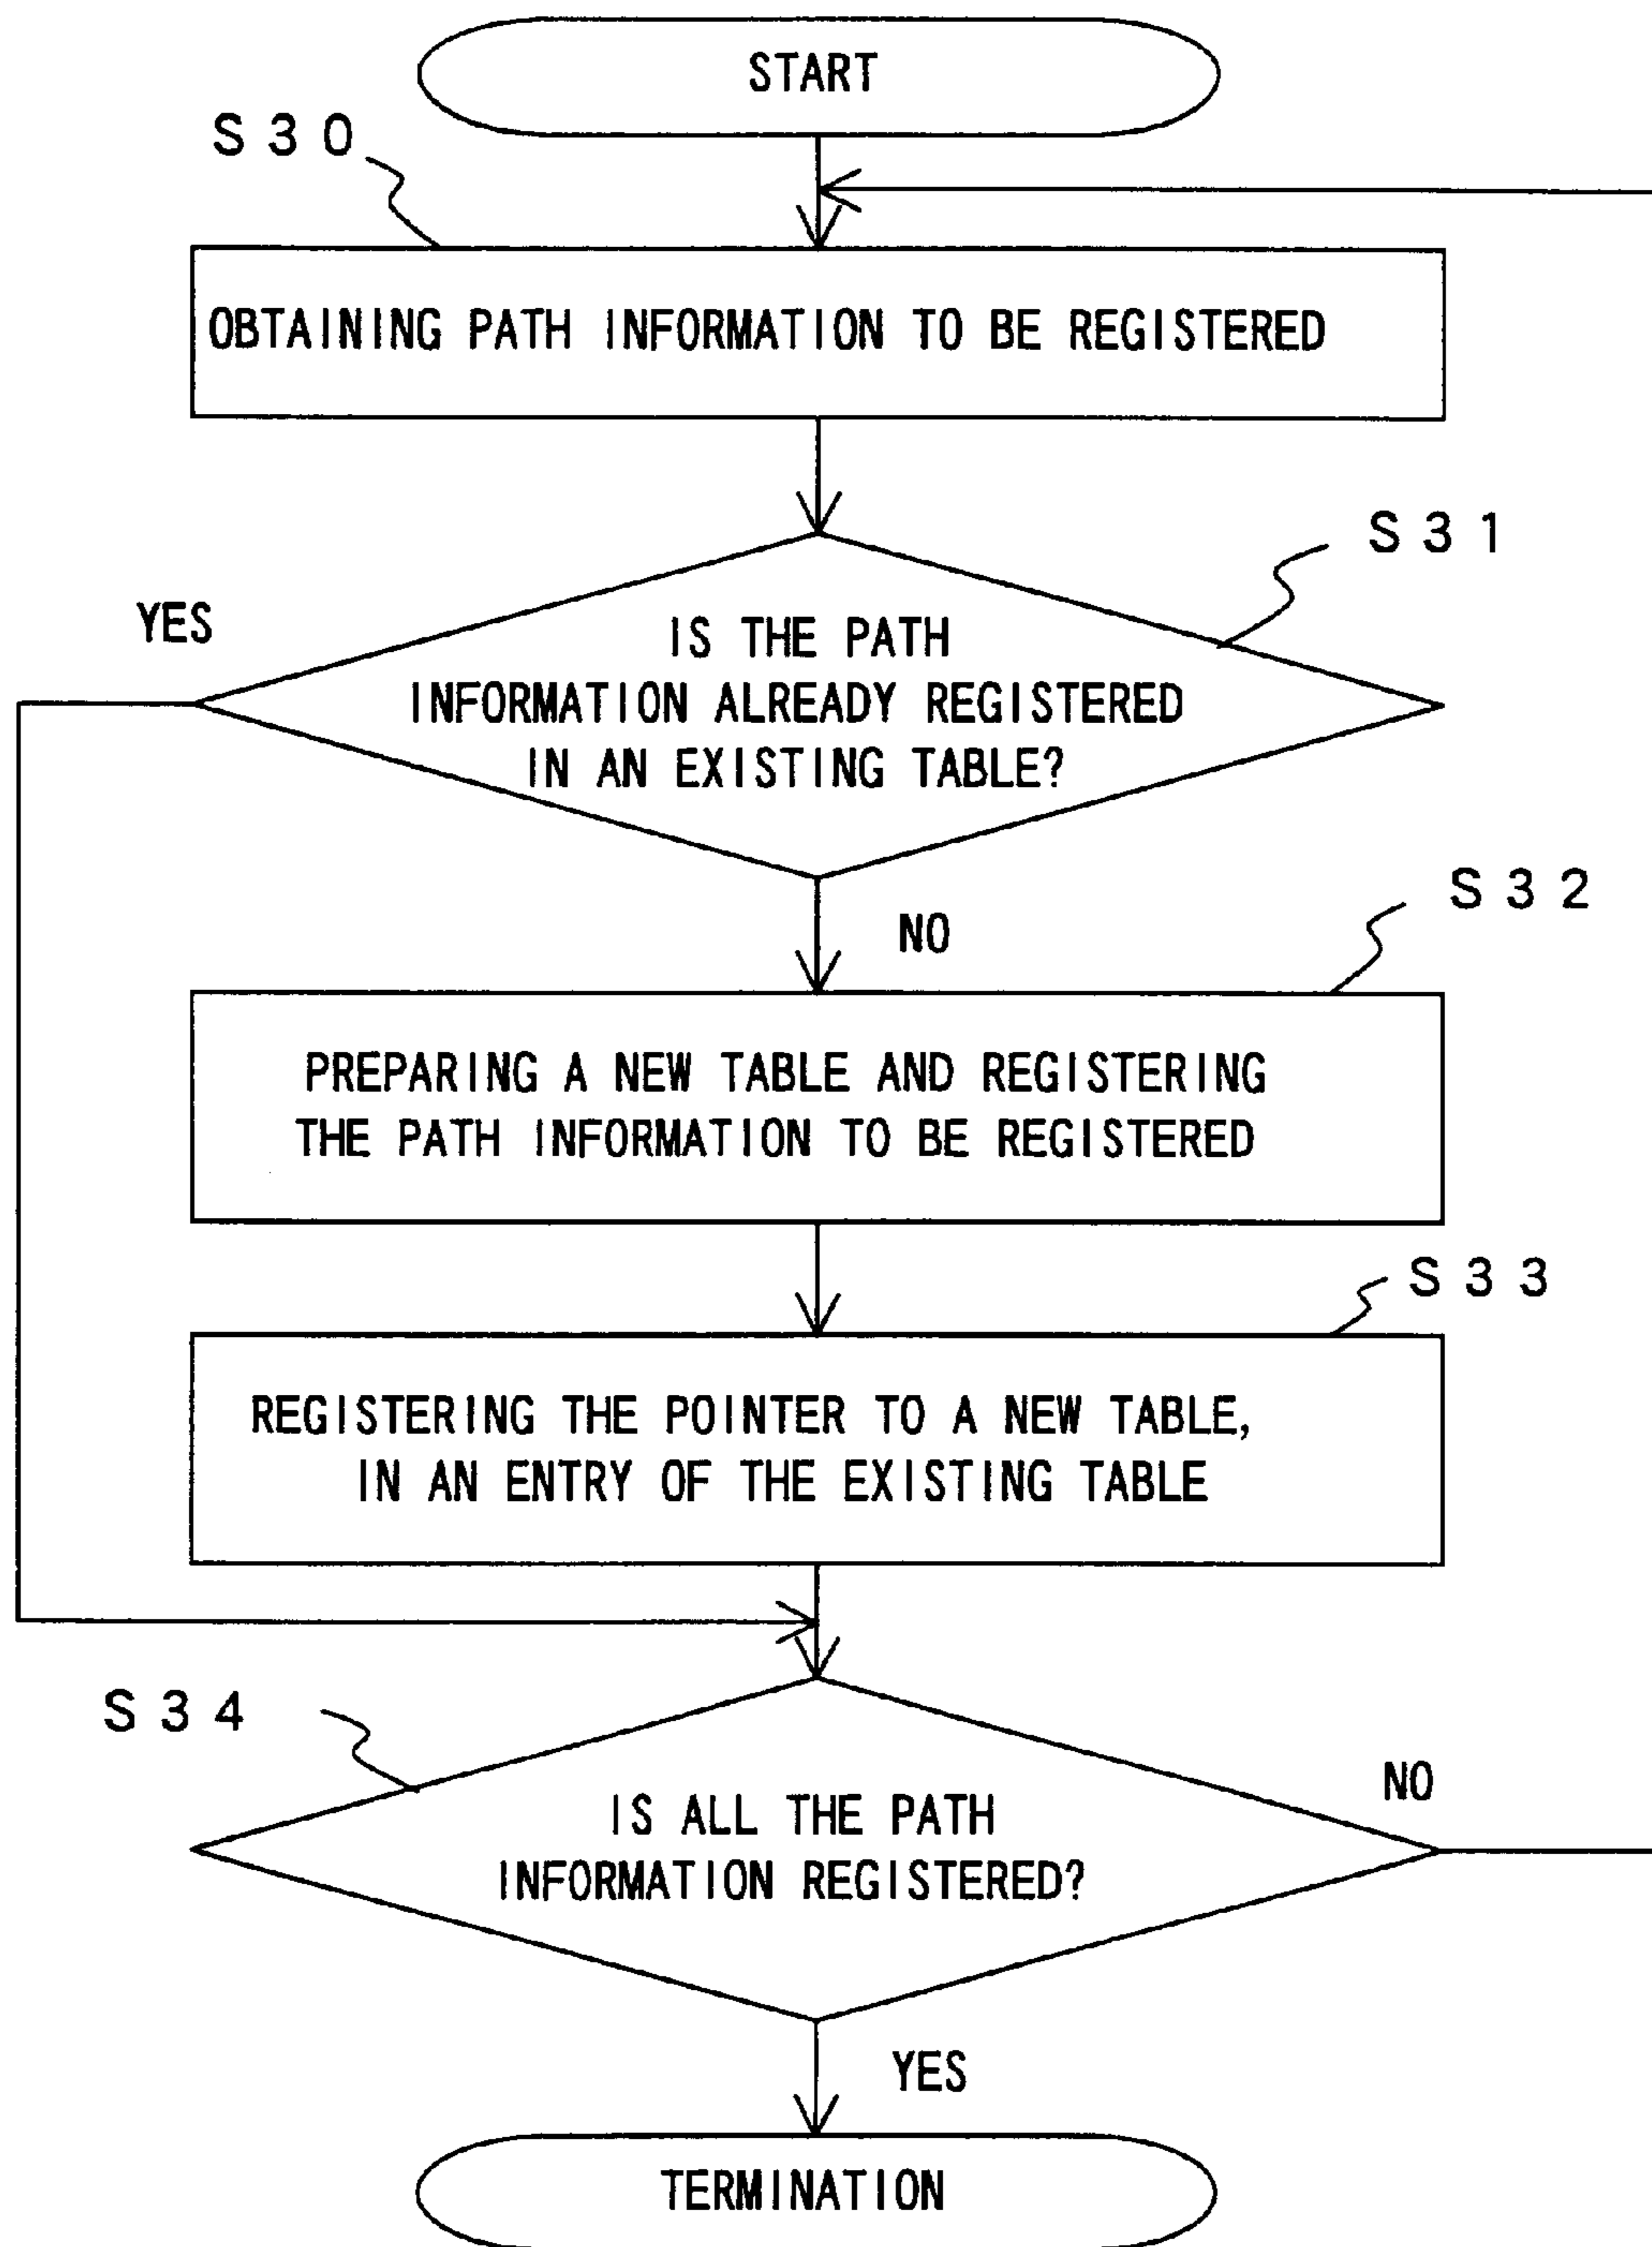 START
S30
OBTAINING PATH INFORMATION TO BE REGISTERED
S31
YES
IS THE PATH
INFORMATION ALREADY REGISTERED
IN AN EXISTING TABLE?
S32
NO
PREPARING A NEW TABLE AND REGISTERING
THE PATH INFORMATION TO BE REGISTERED
S33
REGISTERING THE POINTER TO A NEW TABLE,
IN AN ENTRY OF THE EXISTING TABLE
S34
NO
IS ALL THE PATH
INFORMATION REGISTERED?
YES
TERMINATION